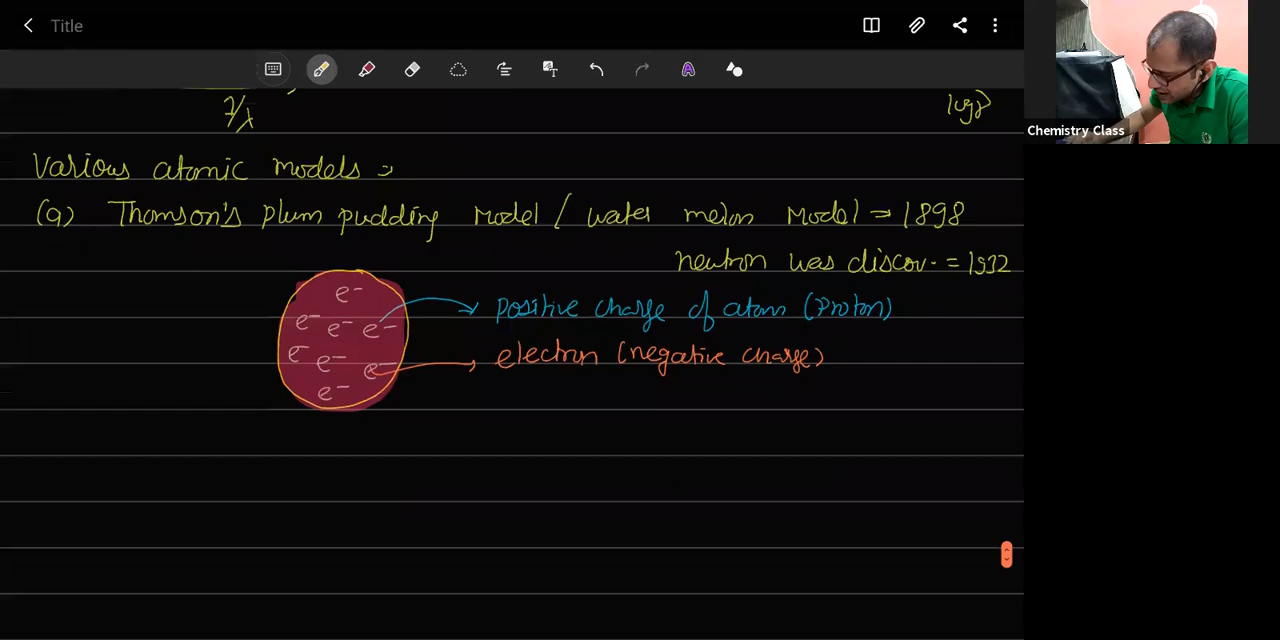 Title
Chemistry Class
Various atomic models
(a) Thomson's plum pudding model / water melon model = 1898
neutron was discov. = 1932
e- e- e- e- e- e- e- e-
positive charge of atom (proton)
electron (negative charge)